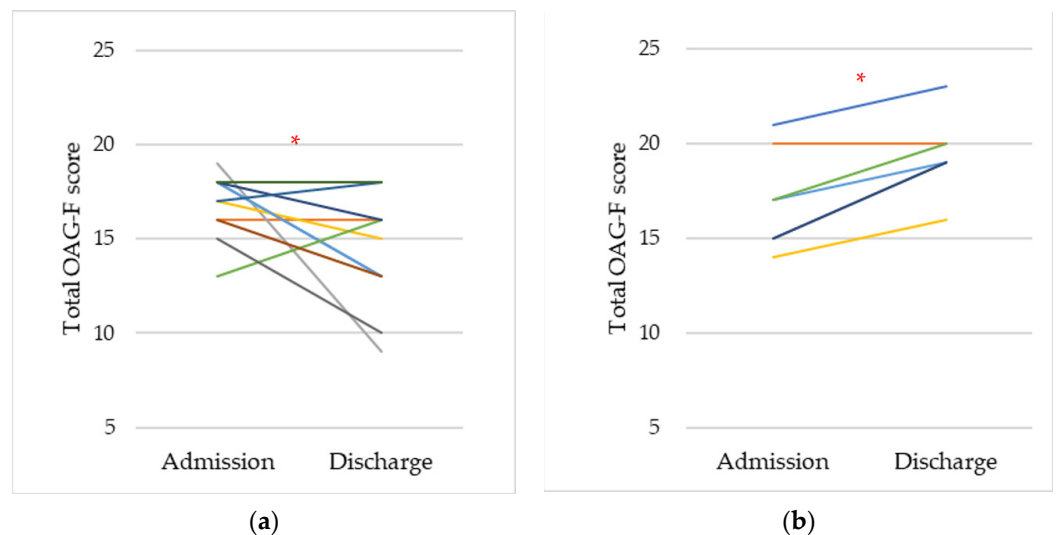 25
*
20
15
10
5
Total OAG-F score
Admission
Discharge
(a)
25
*
20
15
10
5
Total OAG-F score
Admission
Discharge
(b)